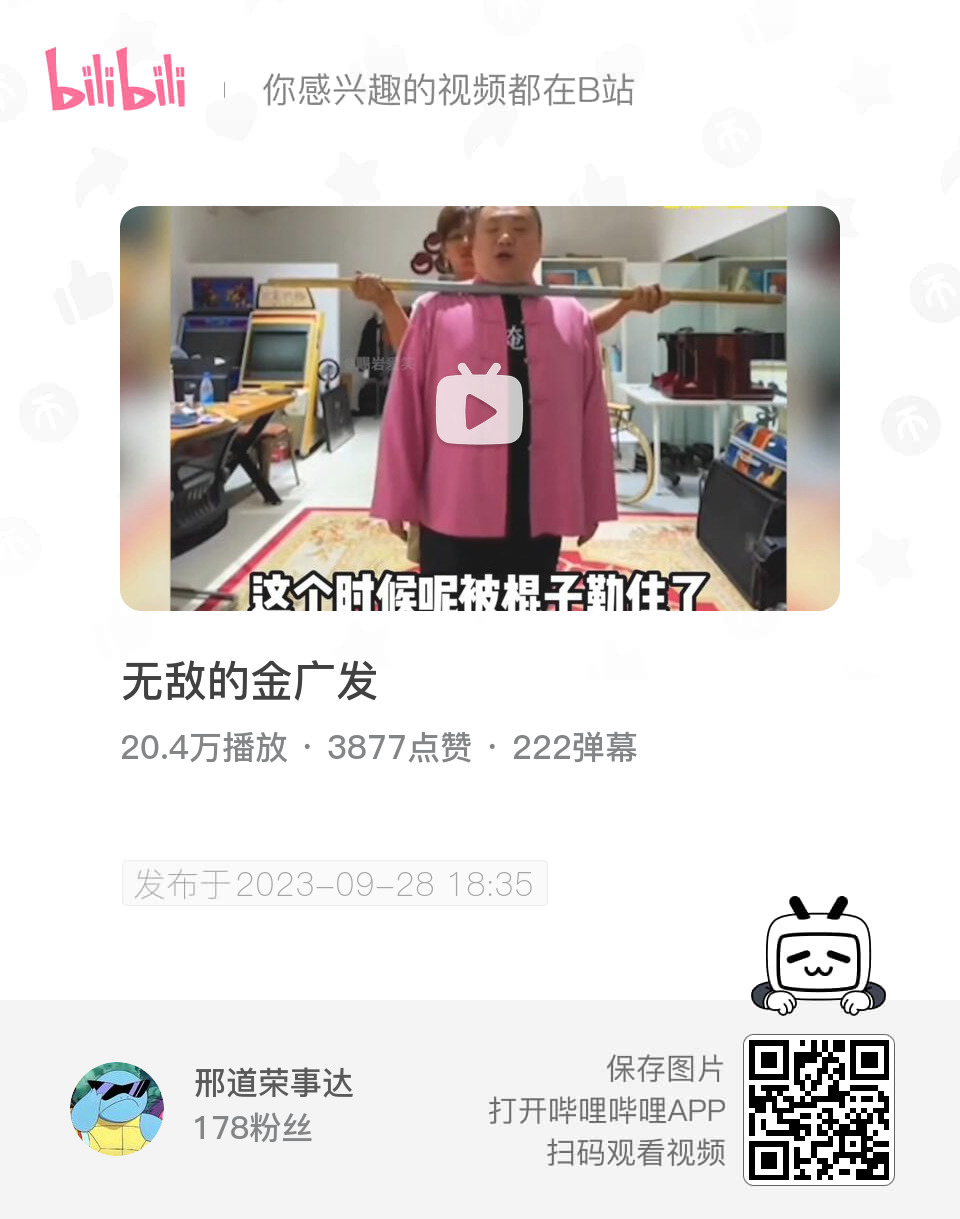 bilibili
你感兴趣的视频都在B站
俺
这个时候呢被棍子勒住了
无敌的金广发
20.4万播放 · 3877点赞 · 222弹幕
发布于2023-09-28 18:35
邢道荣事达
178粉丝
保存图片
打开哔哩哔哩APP
扫码观看视频